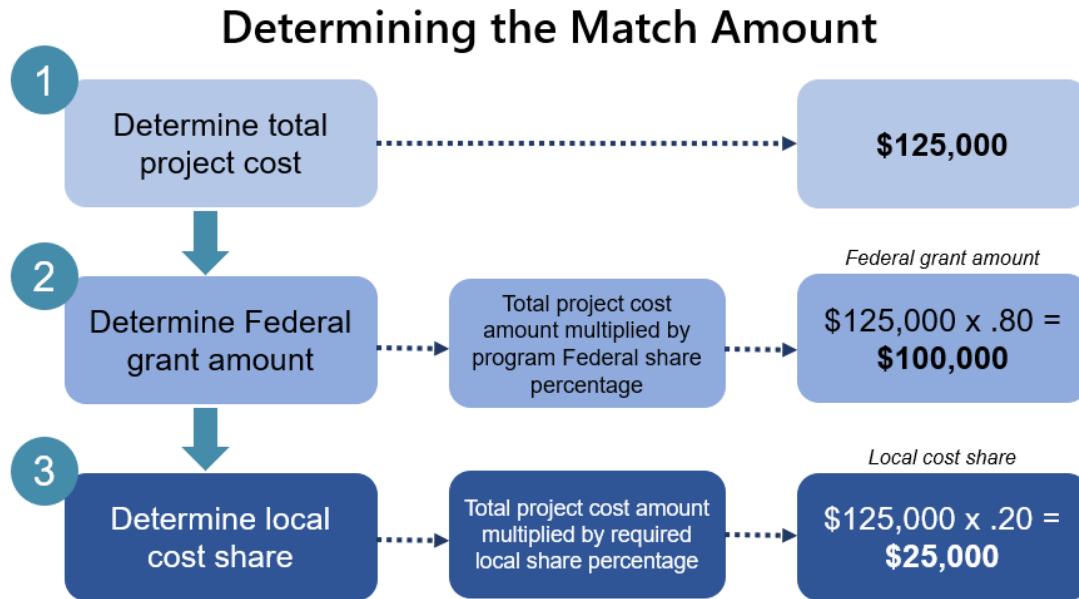 Determining the Match Amount
1
Determine total
project cost
$125,000
2
Determine Federal
grant amount
Total project cost
amount multiplied by
program Federal share
percentage
Federal grant amount
$125,000 x .80 =
$100,000
3
Determine local
cost share
Total project cost amount
multiplied by required
local share percentage
Local cost share
$125,000 x .20 =
$25,000